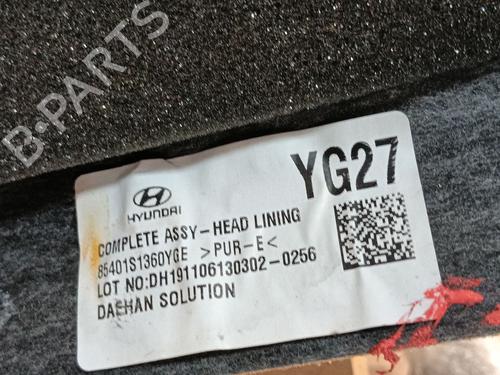 B-PARTS
YG27
HYUNDAI
COMPLETE ASSY-HEAD LINING
85401S1360YGE >PUR-E<
LOT NO:DH191106130302-0256
DAEHAN SOLUTION